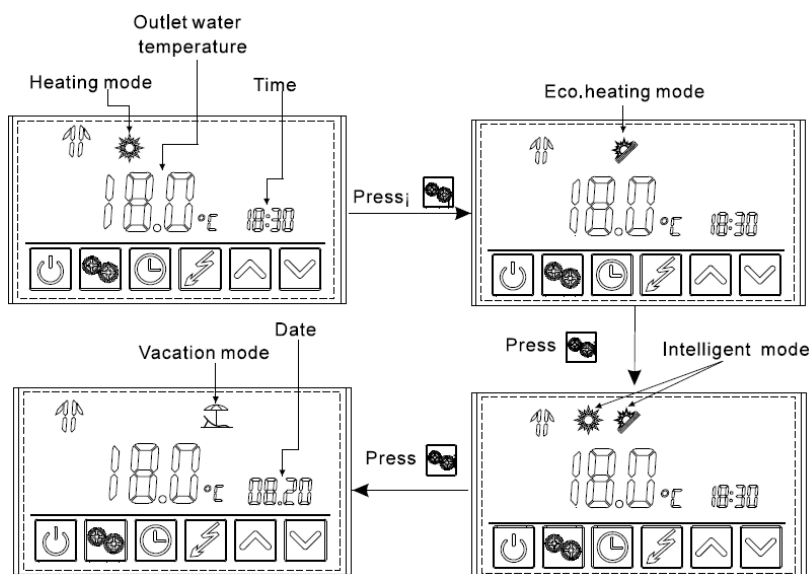 Outlet water
temperature
Heating mode
Time
18.0 °C 18:30
Press¡
Eco.heating mode
18.0 °C 18:30
Press
Intelligent mode
18.0 °C 18:30
Press
Vacation mode
Date
18.0 °C 08.20